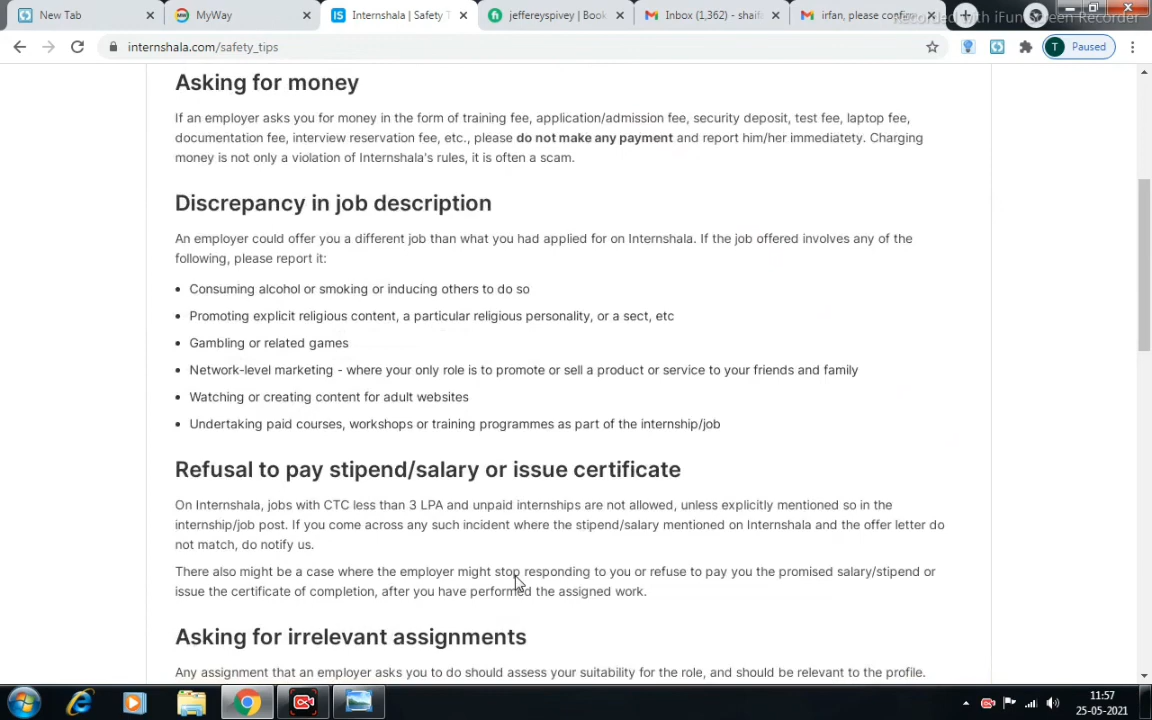 New Tab
MyWay
Internshala | Safety T
jeffereyspivey | Book
Inbox (1,362) - shaif
irfan, please confirm
Recorded with iFun Screen Recorder
internshala.com/safety_tips
T
Paused
Asking for money
If an employer asks you for money in the form of training fee, application/admission fee, security deposit, test fee, laptop fee,
documentation fee, interview reservation fee, etc., please do not make any payment and report him/her immediatety. Charging
money is not only a violation of Internshala's rules, it is often a scam.
Discrepancy in job description
An employer could offer you a different job than what you had applied for on Internshala. If the job offered involves any of the
following, please report it:
• Consuming alcohol or smoking or inducing others to do so
• Promoting explicit religious content, a particular religious personality, or a sect, etc
• Gambling or related games
• Network-level marketing - where your only role is to promote or sell a product or service to your friends and family
• Watching or creating content for adult websites
• Undertaking paid courses, workshops or training programmes as part of the internship/job
Refusal to pay stipend/salary or issue certificate
On Internshala, jobs with CTC less than 3 LPA and unpaid internships are not allowed, unless explicitly mentioned so in the
internship/job post. If you come across any such incident where the stipend/salary mentioned on Internshala and the offer letter do
not match, do notify us.
There also might be a case where the employer might stop responding to you or refuse to pay you the promised salary/stipend or
issue the certificate of completion, after you have performed the assigned work.
Asking for irrelevant assignments
Any assignment that an employer asks you to do should assess your suitability for the role, and should be relevant to the profile.
11:57
25-05-2021